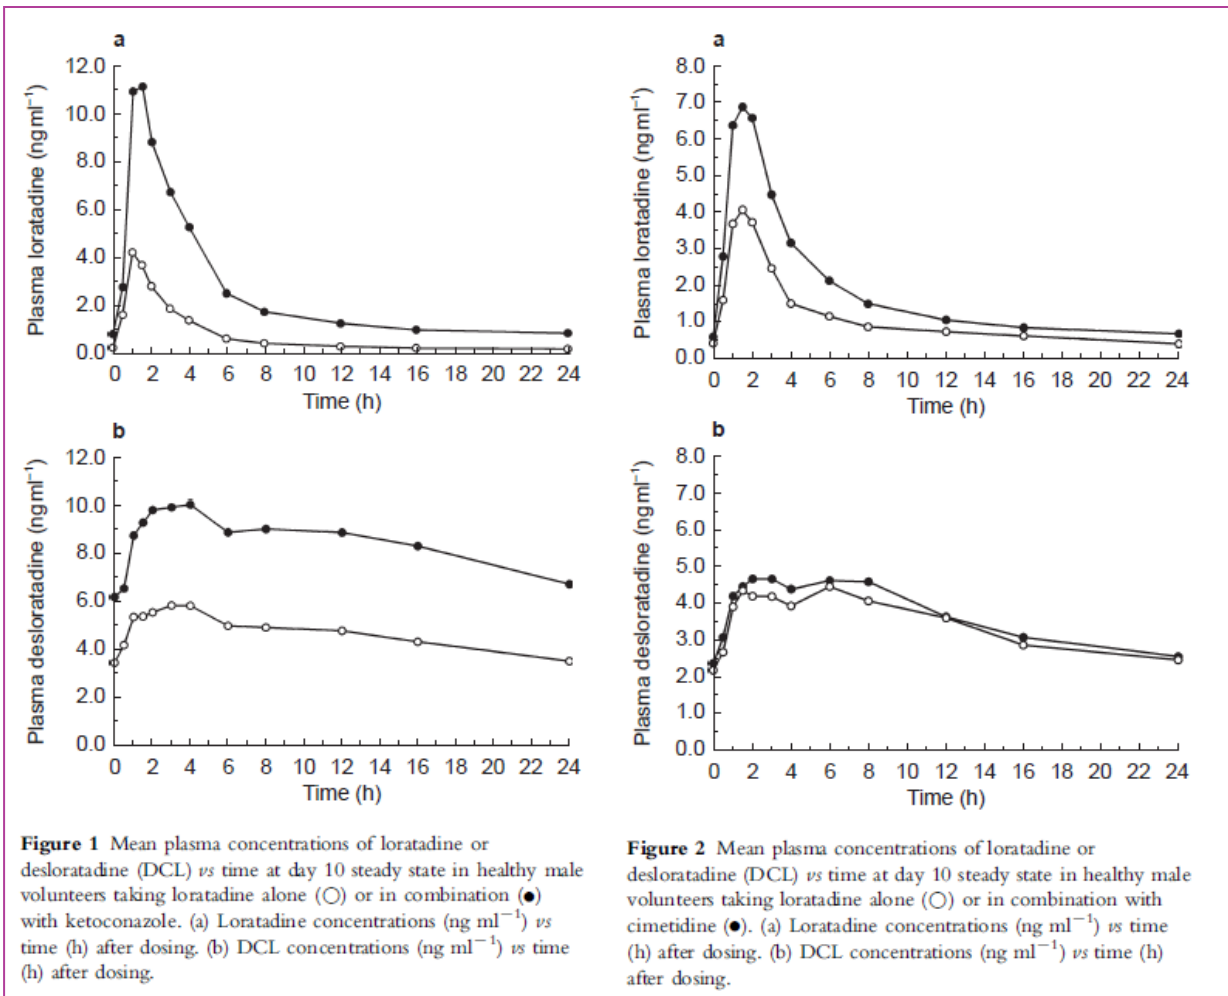 a
12.0
10.0
8.0
6.0
4.0
2.0
0.0
Plasma loratadine (ngml⁻¹)
0 2 4 6 8 10 12 14 16 18 20 22 24
Time (h)
b
12.0
10.0
8.0
6.0
4.0
2.0
0.0
Plasma desloratadine (ngml⁻¹)
0 2 4 6 8 10 12 14 16 18 20 22 24
Time (h)
Figure 1 Mean plasma concentrations of loratadine or
desloratadine (DCL) vs time at day 10 steady state in healthy male
volunteers taking loratadine alone (○) or in combination (●)
with ketoconazole. (a) Loratadine concentrations (ng ml⁻¹) vs
time (h) after dosing. (b) DCL concentrations (ng ml⁻¹) vs time
(h) after dosing.
a
8.0
7.0
6.0
5.0
4.0
3.0
2.0
1.0
0.0
Plasma loratadine (ngml⁻¹)
0 2 4 6 8 10 12 14 16 18 20 22 24
Time (h)
b
8.0
7.0
6.0
5.0
4.0
3.0
2.0
1.0
0.0
Plasma desloratadine (ngml⁻¹)
0 2 4 6 8 10 12 14 16 18 20 22 24
Time (h)
Figure 2 Mean plasma concentrations of loratadine or
desloratadine (DCL) vs time at day 10 steady state in healthy male
volunteers taking loratadine alone (○) or in combination with
cimetidine (●). (a) Loratadine concentrations (ng ml⁻¹) vs time
(h) after dosing. (b) DCL concentrations (ng ml⁻¹) vs time (h)
after dosing.